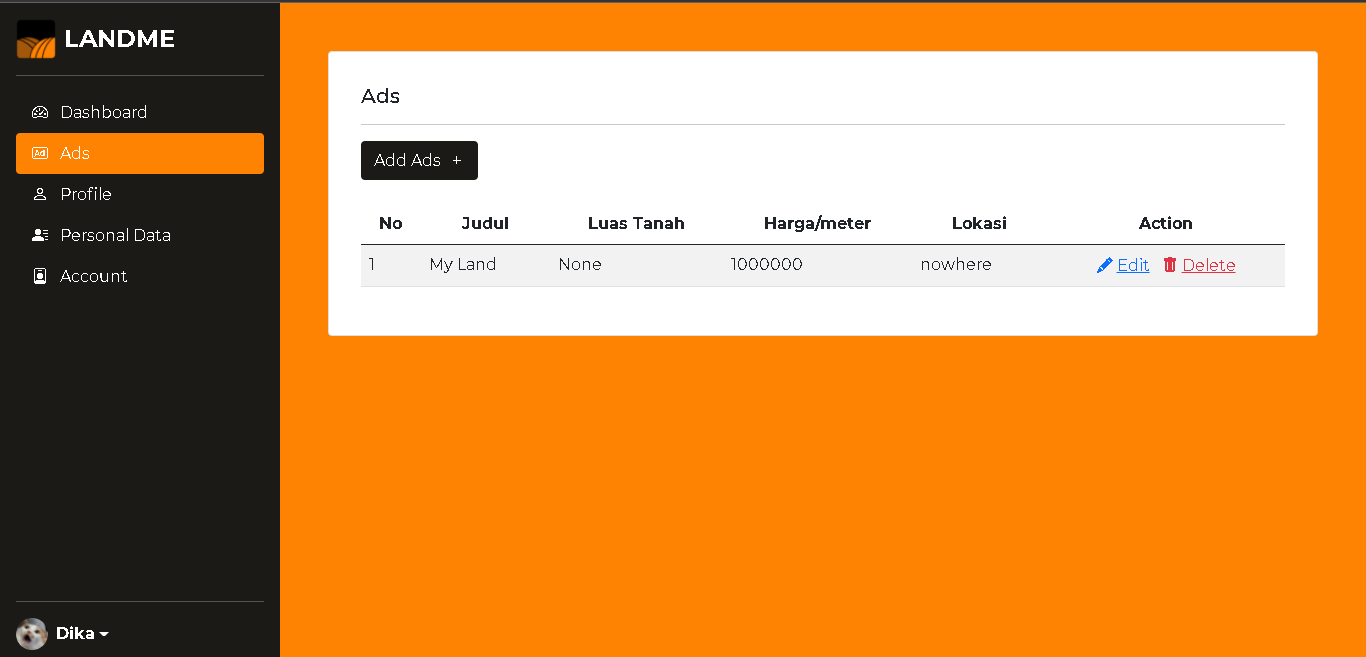 LANDME
Dashboard
Ad Ads
Profile
Personal Data
Account
Dika
Ads
Add Ads +
No Judul Luas Tanah Harga/meter Lokasi Action
1 My Land None 1000000 nowhere Edit Delete